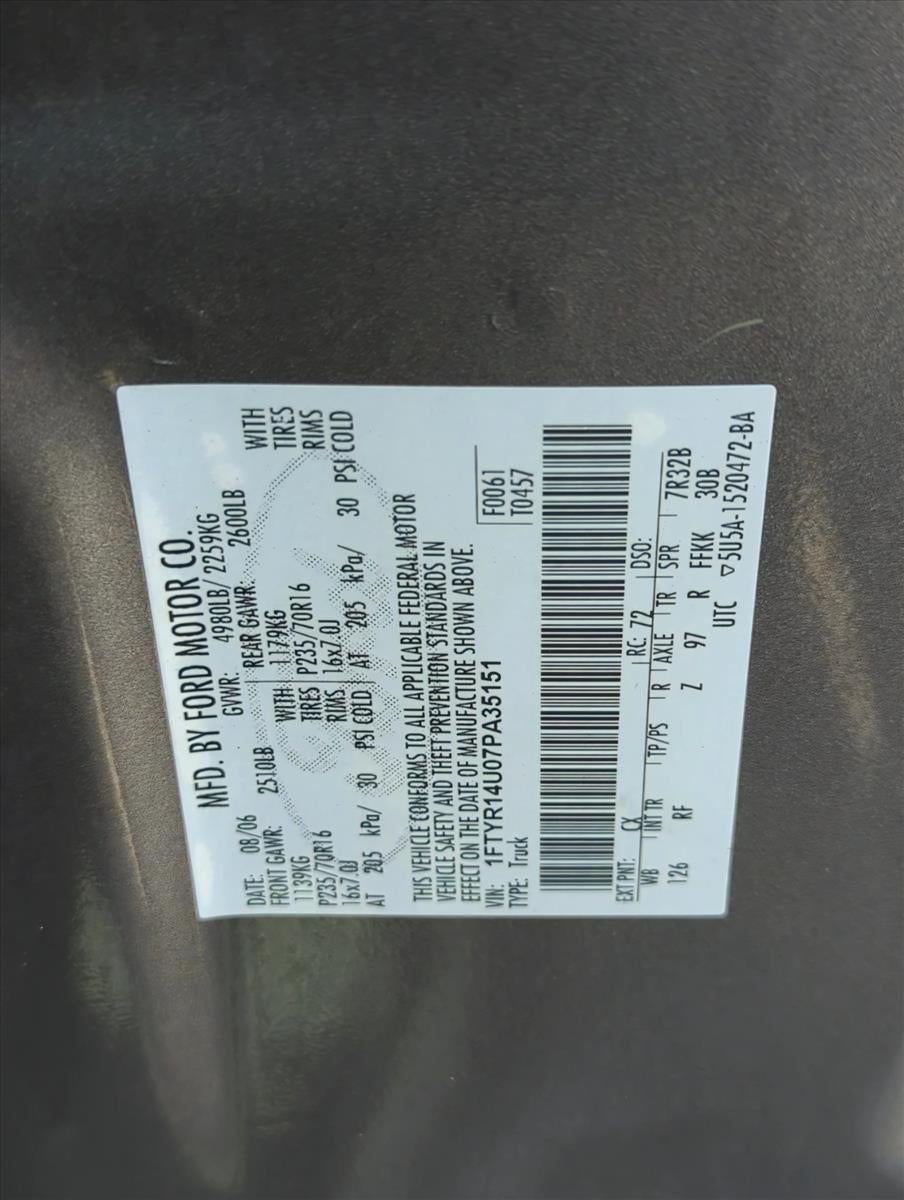 MFD. BY FORD MOTOR CO.
DATE: 08/06 GVWR: 4980LB/ 2259KG
FRONT GAWR: 2510LB REAR GAWR: 2600LB
1139KG WITH 1179KG WITH
P235/70R16 TIRES P235/70R16 TIRES
16x7.0J RIMS 16x7.0J RIMS
AT 205 kPa/ 30 PSI COLD AT 205 kPa/ 30 PSI COLD
THIS VEHICLE CONFORMS TO ALL APPLICABLE FEDERAL MOTOR
VEHICLE SAFETY AND THEFT PREVENTION STANDARDS IN
EFFECT ON THE DATE OF MANUFACTURE SHOWN ABOVE.
VIN: 1FTYR14U07PA35151 F0061
TYPE: Truck T0457
EXT PNT: CX RC: 72 DSO:
WB INT TR TP/PS R AXLE TR SPR 7R32B
126 RF Z 97 R FFKK 30B
UTC ▽5U5A-1520472-BA